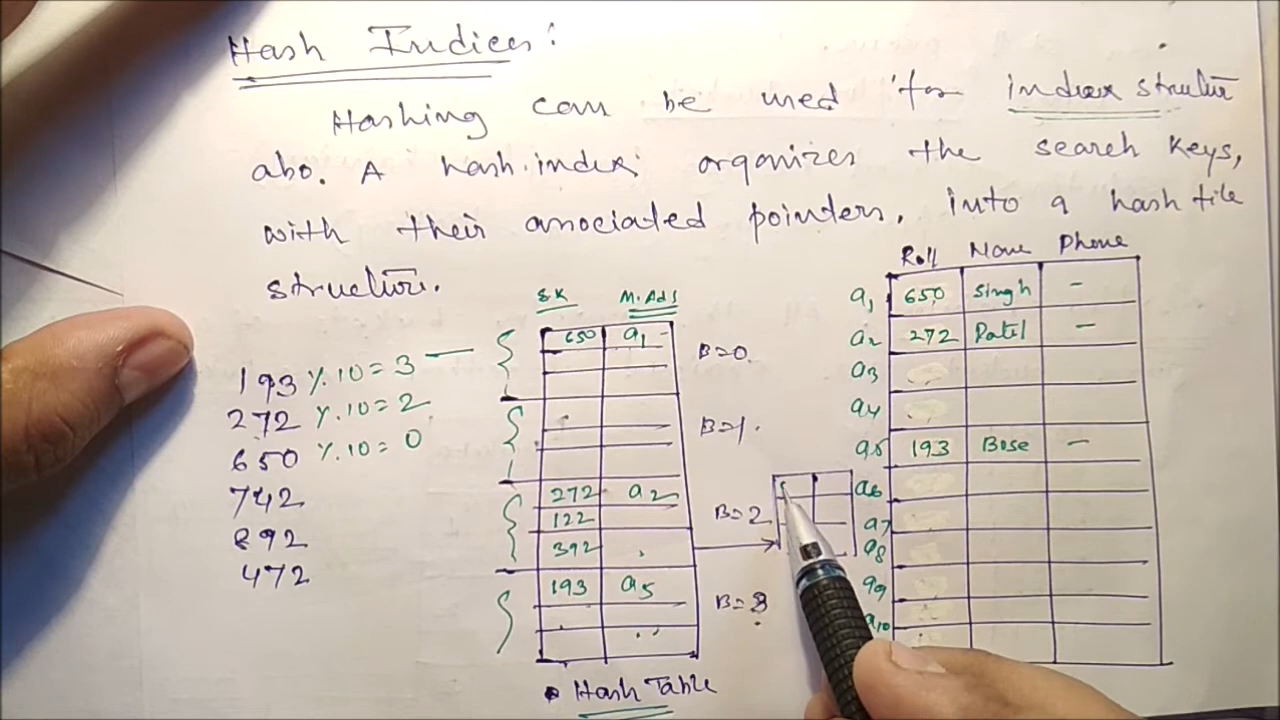 Hash Indices:
Hashing can be used for index structure
also. A hash index organizes the search keys,
with their associated pointers, into a hash file
structure.
193 % 10 = 3
272 % 10 = 2
650 % 10 = 0
742
892
472
S.K M. Ads
650 a1
272 a2
122
392
193 a5
B=0
B=1
B=2
B=3
Hash Table
Roll Name Phone
a1 650 Singh -
a2 272 Patel -
a3
a4
a5 193 Bose -
a6
a7
a8
a9
a10